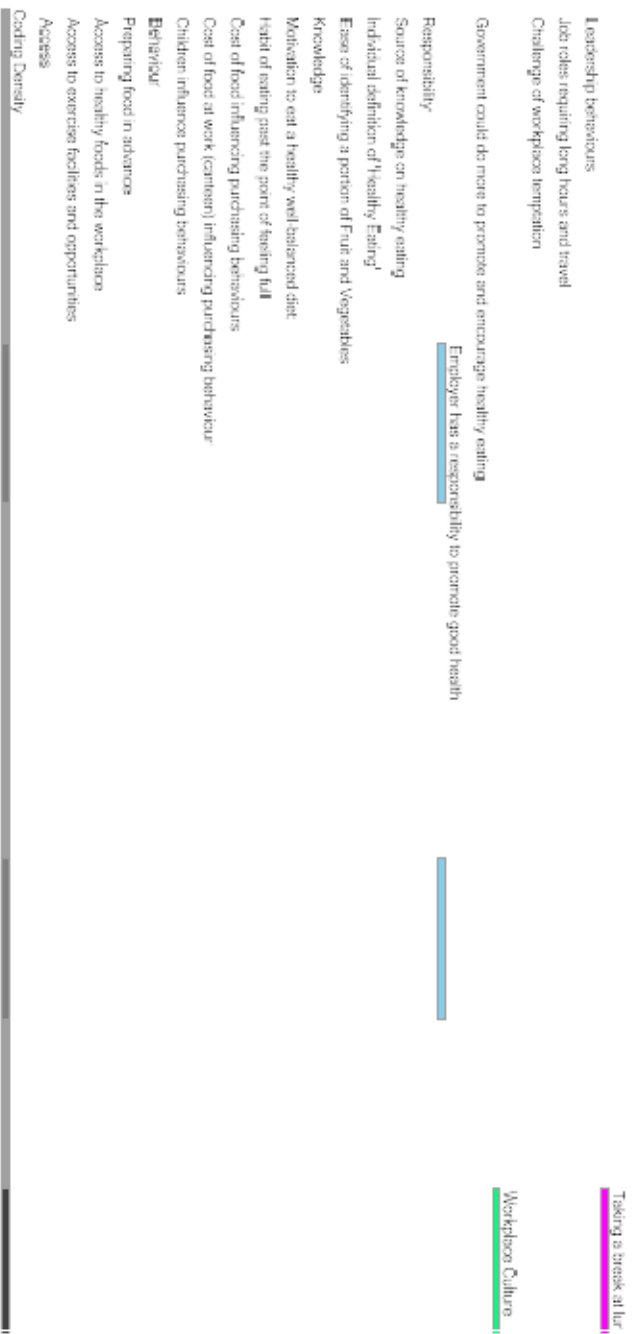 Taking a break at lur
Leadership behaviours
Job roles requiring long hours and travel
Challenge of workplace temptation
Workplace Culture
Government could do more to promote and encourage healthy eating
Employer has a responsibility to promote good health
Responsibility
Source of knowledge on healthy eating
Individual definition of 'Healthy Eating'
Ease of identifying a portion of Fruit and Vegetables
Knowledge
Motivation to eat a healthy well-balanced diet
Habit of eating past the point of feeling full
Cost of food influencing purchasing behaviours
Cost of food at work (canteen) influencing purchasing behaviour
Children influence purchasing behaviours
Behaviour
Preparing food in advance
Access to healthy foods in the workplace
Access to exercise facilities and opportunities
Access
Coding Density